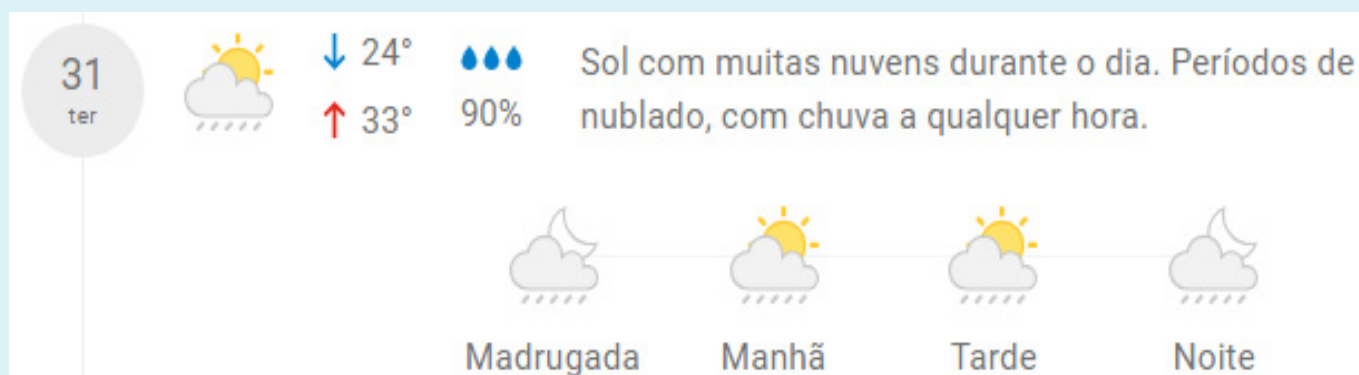 31
ter
24°
33°
90%
Sol com muitas nuvens durante o dia. Períodos de
nublado, com chuva a qualquer hora.
Madrugada
Manhã
Tarde
Noite